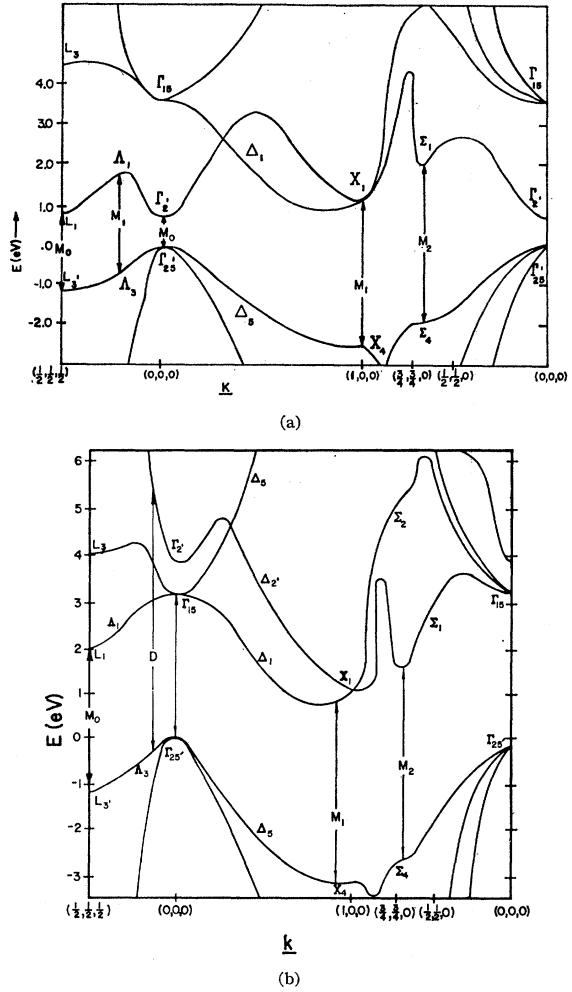 L₃
Γ₁₅
Γ₁₅
4.0
3.0
Λ₁
Δ₁
Σ₁
2.0
X₁
Γ₂'
Γ₂'
1.0
L₁
M₁
M₂
M₀
M₀
.0
E (eV)
Γ₂₅'
Γ₂₅'
-1.0
L₃'
Λ₃
M₁
Δ₅
-2.0
X₄
Σ₄
(½,½,½) (0,0,0) (1,0,0) (¾,¾,0) (½,½,0) (0,0,0)
k
(a)
6
Δ₅
5
Γ₂'
Σ₂
4
L₃
Δ₂'
3
Γ₁₅
Γ₁₅
Λ₁
Σ₁
2
L₁
D
Δ₁
X₁
1
M₀
E (eV)
0
Γ₂₅'
Γ₂₅'
Λ₃
M₂
-1
L₃'
M₁
-2
Δ₅
Σ₄
-3
X₄
(½,½,½) (0,0,0) (1,0,0) (¾,¾,0) (½,½,0) (0,0,0)
k
(b)